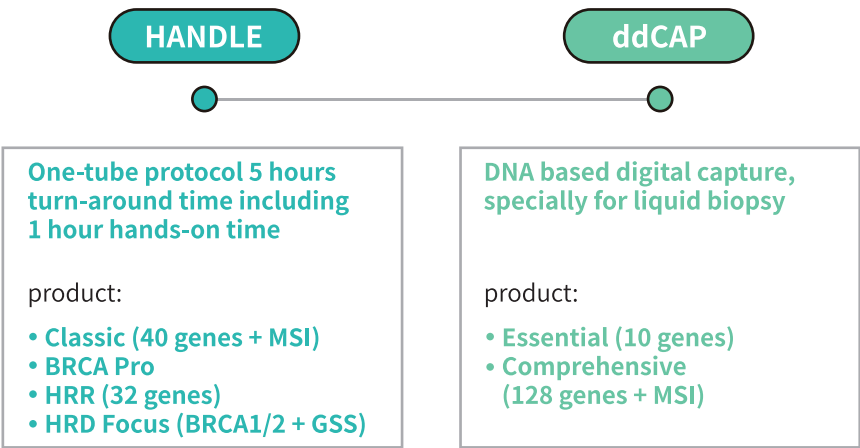 HANDLE
ddCAP
One-tube protocol 5 hours
turn-around time including
1 hour hands-on time
product:
• Classic (40 genes + MSI)
• BRCA Pro
• HRR (32 genes)
• HRD Focus (BRCA1/2 + GSS)
DNA based digital capture,
specially for liquid biopsy
product:
• Essential (10 genes)
• Comprehensive
(128 genes + MSI)